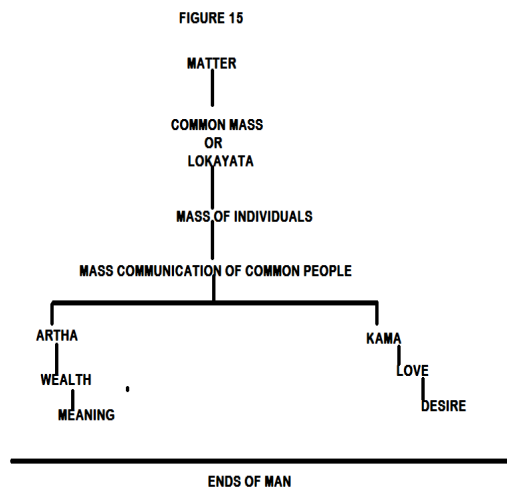 FIGURE 15
MATTER
COMMON MASS
OR
LOKAYATA
MASS OF INDIVIDUALS
MASS COMMUNICATION OF COMMON PEOPLE
ARTHA
WEALTH
MEANING
KAMA
LOVE
DESIRE
ENDS OF MAN